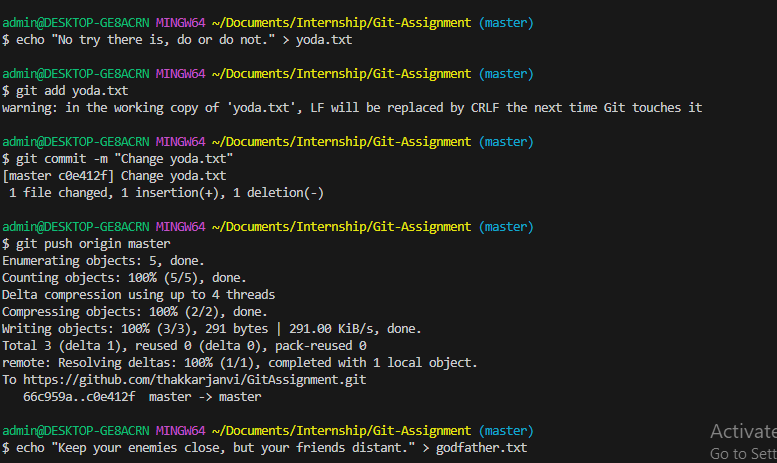 admin@DESKTOP-GE8ACRN MINGW64 ~/Documents/Internship/Git-Assignment (master)
$ echo "No try there is, do or do not." > yoda.txt
admin@DESKTOP-GE8ACRN MINGW64 ~/Documents/Internship/Git-Assignment (master)
$ git add yoda.txt
warning: in the working copy of 'yoda.txt', LF will be replaced by CRLF the next time Git touches it
admin@DESKTOP-GE8ACRN MINGW64 ~/Documents/Internship/Git-Assignment (master)
$ git commit -m "Change yoda.txt"
[master c0e412f] Change yoda.txt
 1 file changed, 1 insertion(+), 1 deletion(-)
admin@DESKTOP-GE8ACRN MINGW64 ~/Documents/Internship/Git-Assignment (master)
$ git push origin master
Enumerating objects: 5, done.
Counting objects: 100% (5/5), done.
Delta compression using up to 4 threads
Compressing objects: 100% (2/2), done.
Writing objects: 100% (3/3), 291 bytes | 291.00 KiB/s, done.
Total 3 (delta 1), reused 0 (delta 0), pack-reused 0
remote: Resolving deltas: 100% (1/1), completed with 1 local object.
To https://github.com/thakkarjanvi/GitAssignment.git
   66c959a..c0e412f  master -> master
admin@DESKTOP-GE8ACRN MINGW64 ~/Documents/Internship/Git-Assignment (master)
$ echo "Keep your enemies close, but your friends distant." > godfather.txt
Activate
Go to Sett